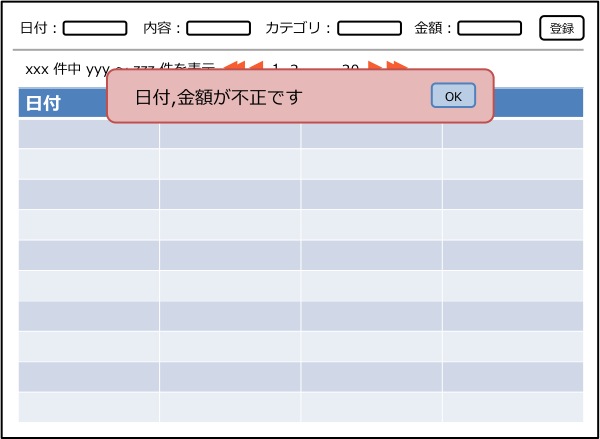 日付： 内容： カテゴリ： 金額： 登録
xxx 件中 yyy ～ zzz 件を表示 1 2 20
日付,金額が不正です OK
日付